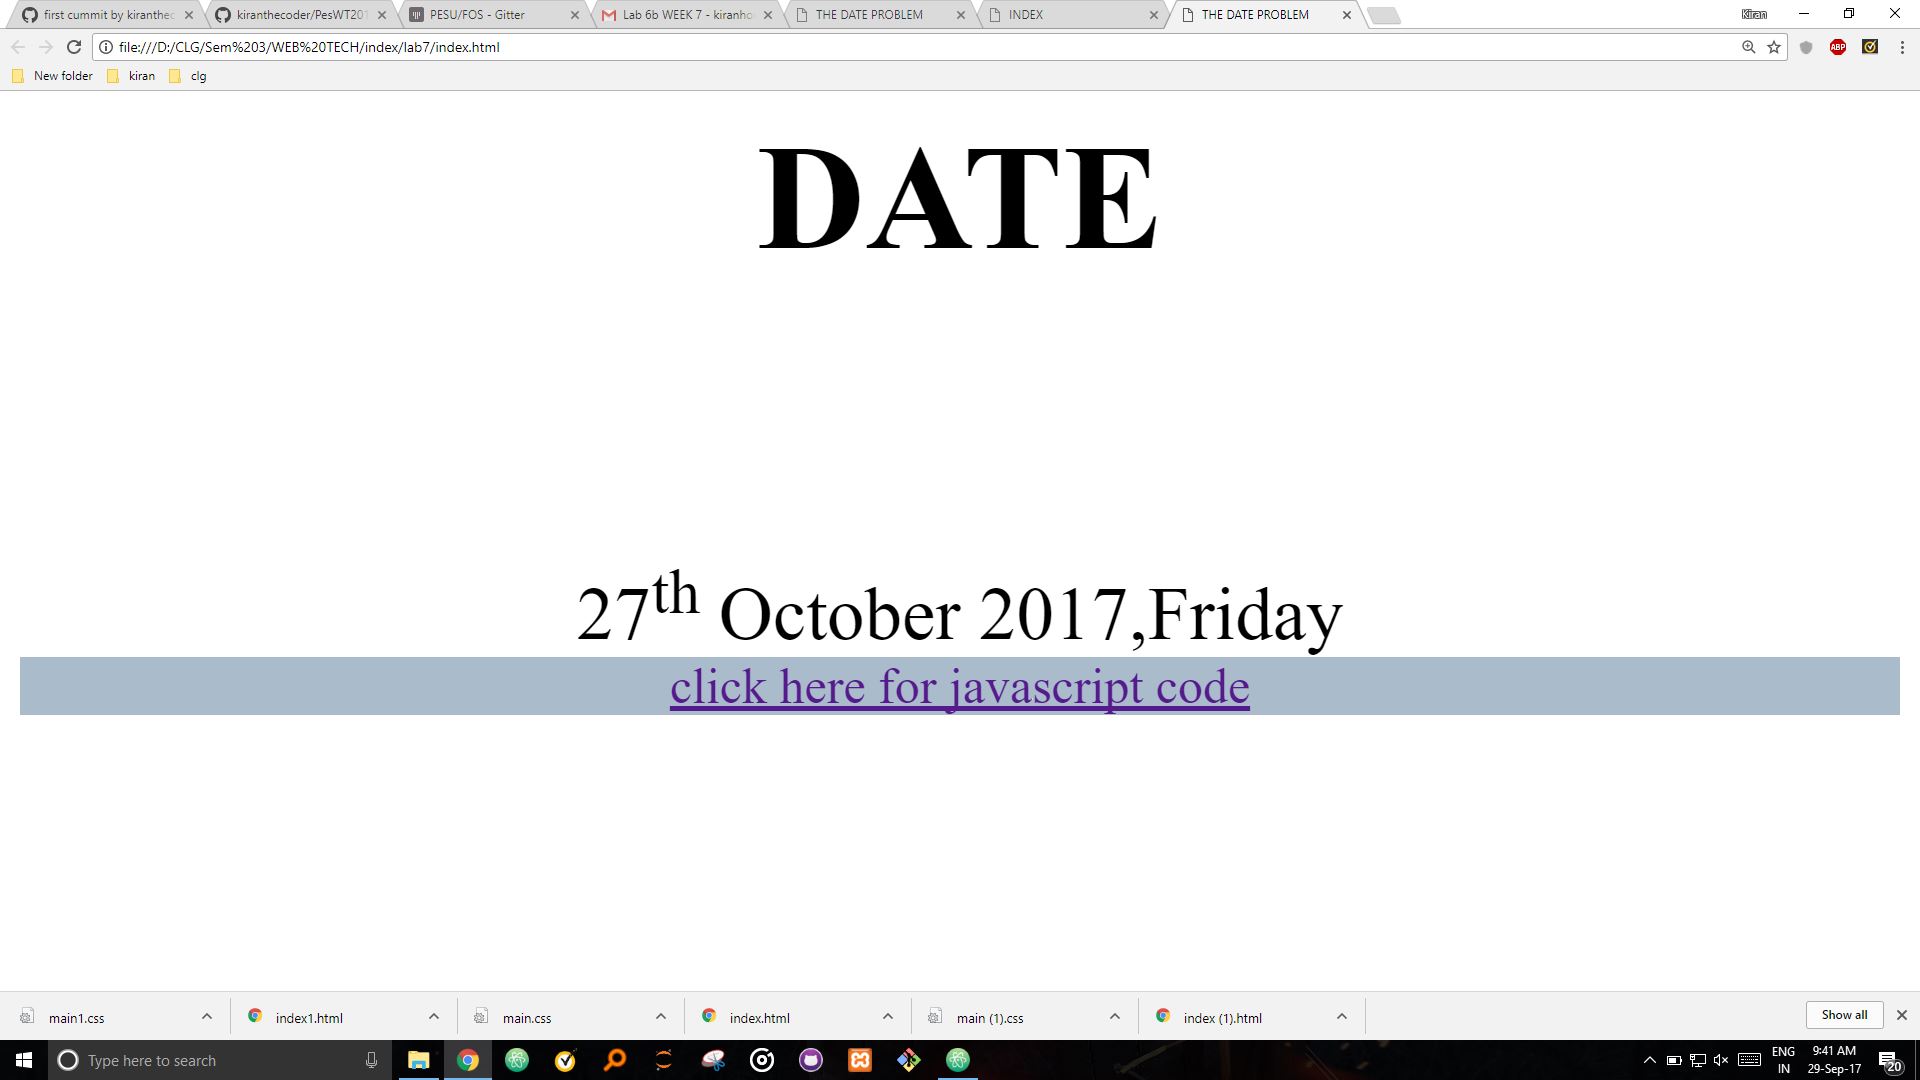 first cummit by kiranthec
kiranthecoder/PesWT201
PESU/FOS - Gitter
Lab 6b WEEK 7 - kiranho
THE DATE PROBLEM
INDEX
THE DATE PROBLEM
Kiran
file:///D:/CLG/Sem%203/WEB%20TECH/index/lab7/index.html
ABP
New folder
kiran
clg
DATE
27th October 2017,Friday
click here for javascript code
main1.css
index1.html
main.css
index.html
main (1).css
index (1).html
Show all
Type here to search
ENG
IN
9:41 AM
29-Sep-17
20